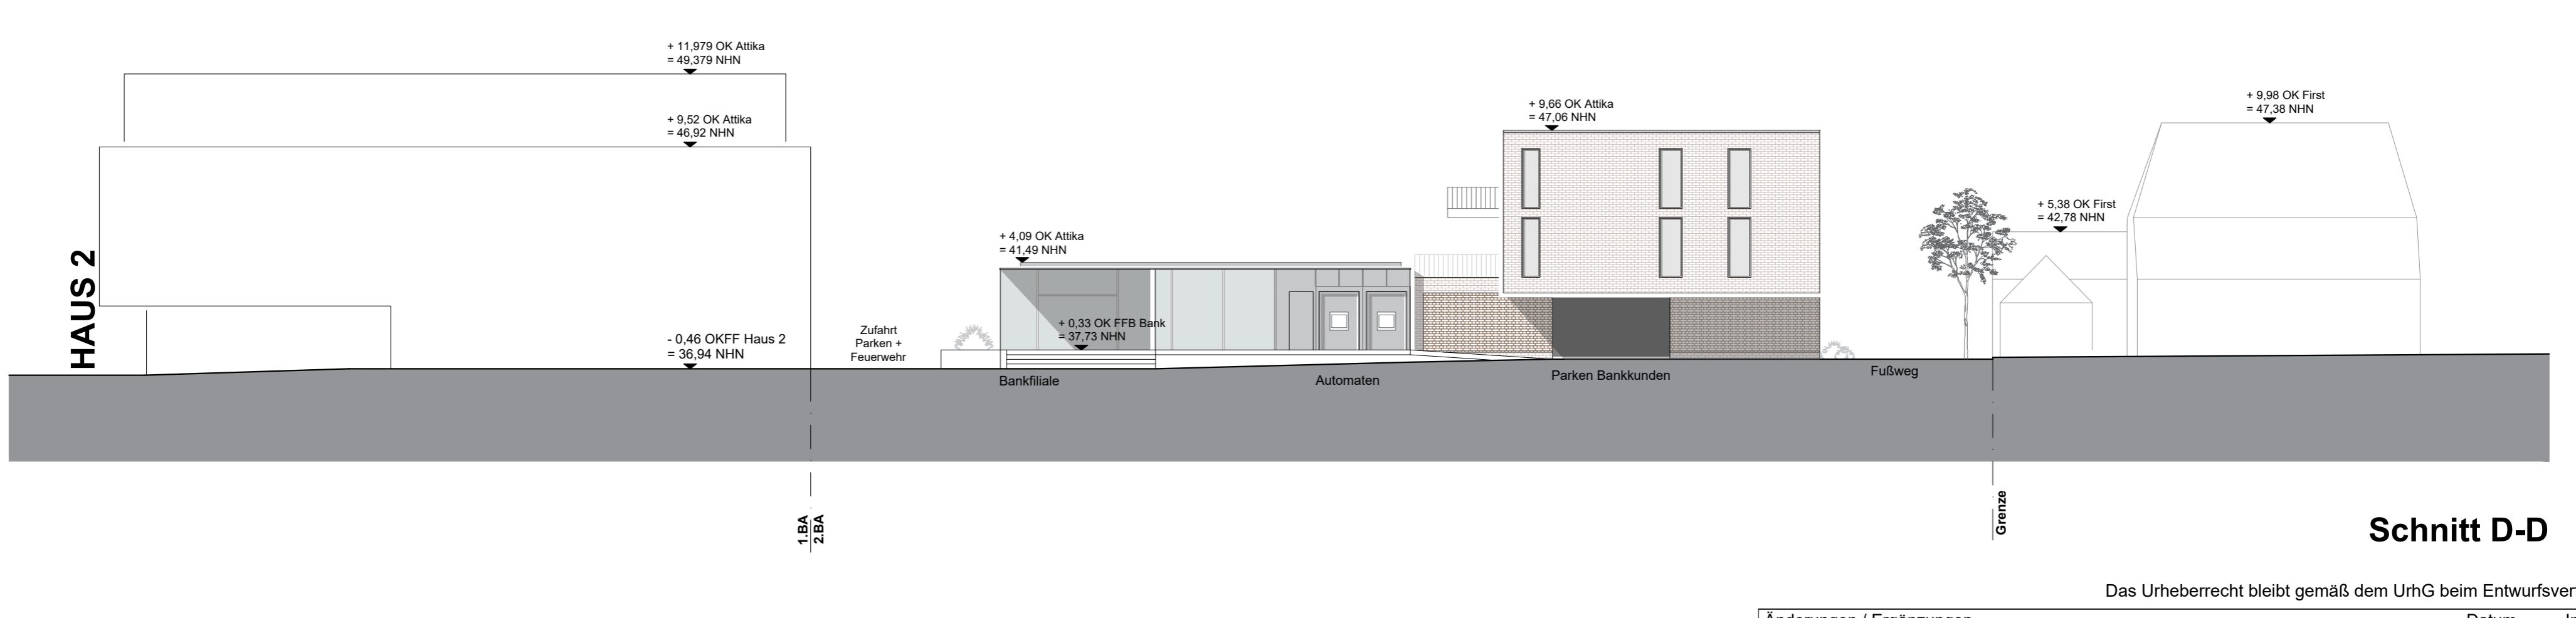 + 11,979 OK Attika
= 49,379 NHN
+ 9,52 OK Attika
= 46,92 NHN
HAUS 2
- 0,46 OKFF Haus 2
= 36,94 NHN
Zufahrt
Parken +
Feuerwehr
+ 4,09 OK Attika
= 41,49 NHN
+ 0,33 OK FFB Bank
= 37,73 NHN
+ 9,66 OK Attika
= 47,06 NHN
+ 5,38 OK First
= 42,78 NHN
+ 9,98 OK First
= 47,38 NHN
Bankfiliale
Automaten
Parken Bankkunden
Fußweg
1.BA
2.BA
Grenze
Schnitt D-D
Das Urheberrecht bleibt gemäß dem UrhG beim Entwurfsver
Änderungen / Ergänzungen
Datum